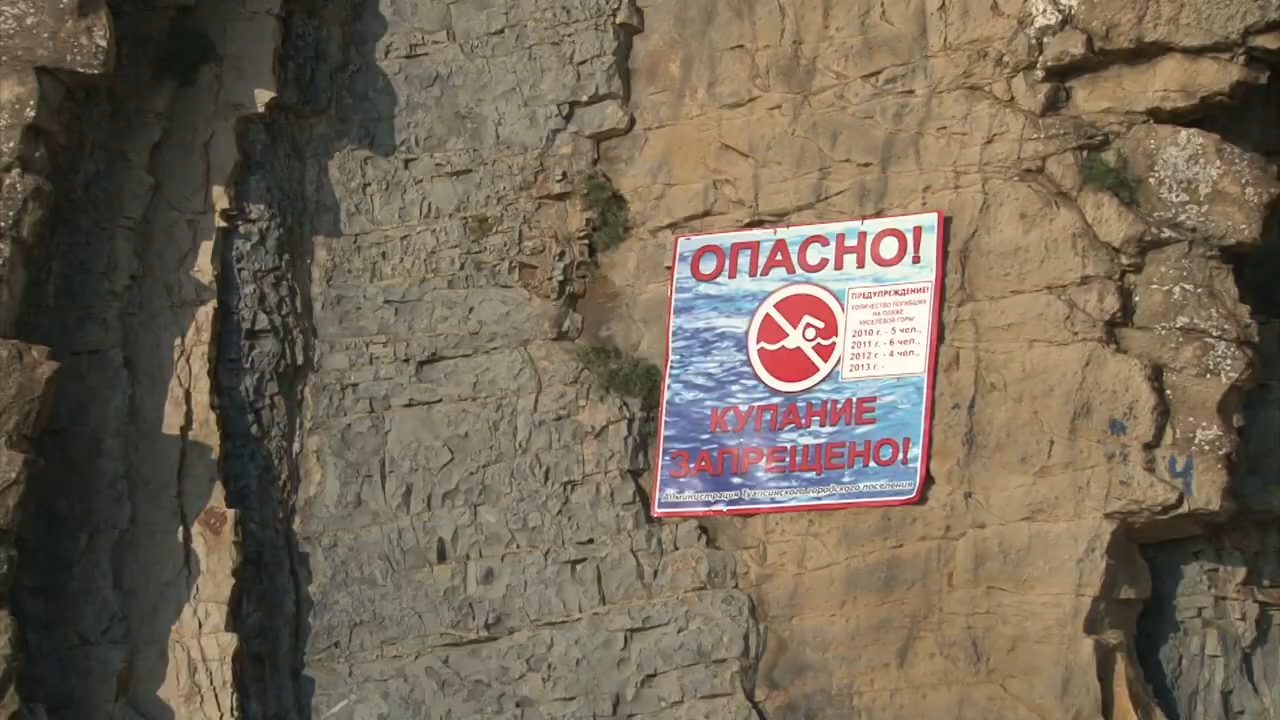 ОПАСНО!
ПРЕДУПРЕЖДЕНИЕ!
КОЛИЧЕСТВО ПОГИБШИХ
НА ПЛЯЖЕ
КИСЕЛЕВОЙ ГОРЫ
2010 г. - 5 чел.,
2011 г. - 6 чел.,
2012 г. - 4 чел.,
2013 г. -
КУПАНИЕ
ЗАПРЕЩЕНО!
Администрация Туапсинского городского поселения
Ч